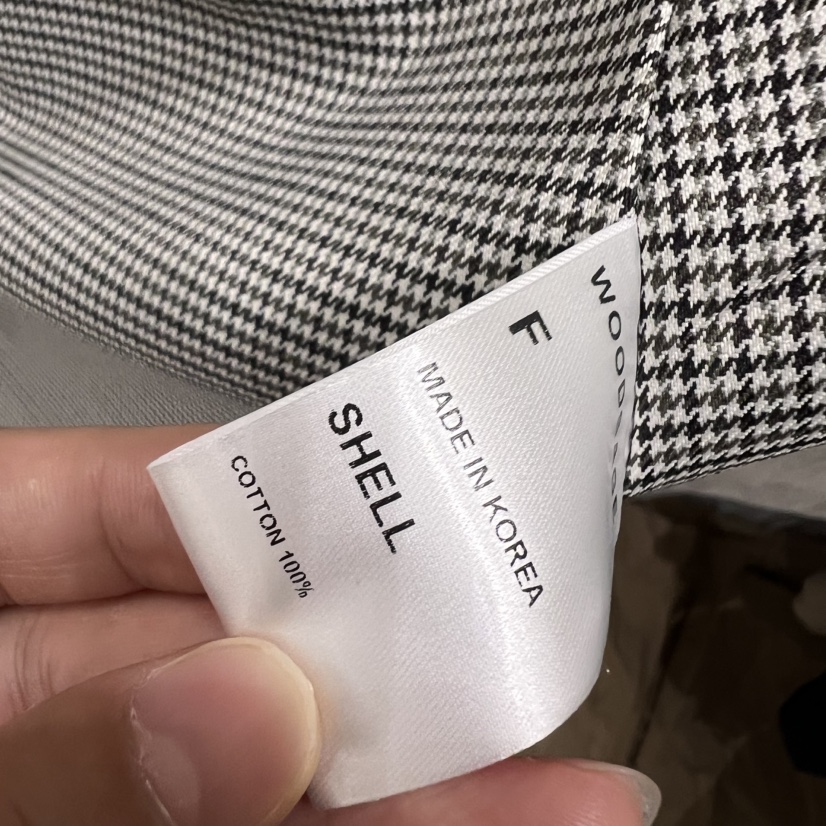 F
MADE IN KOREA
SHELL
COTTON 100%